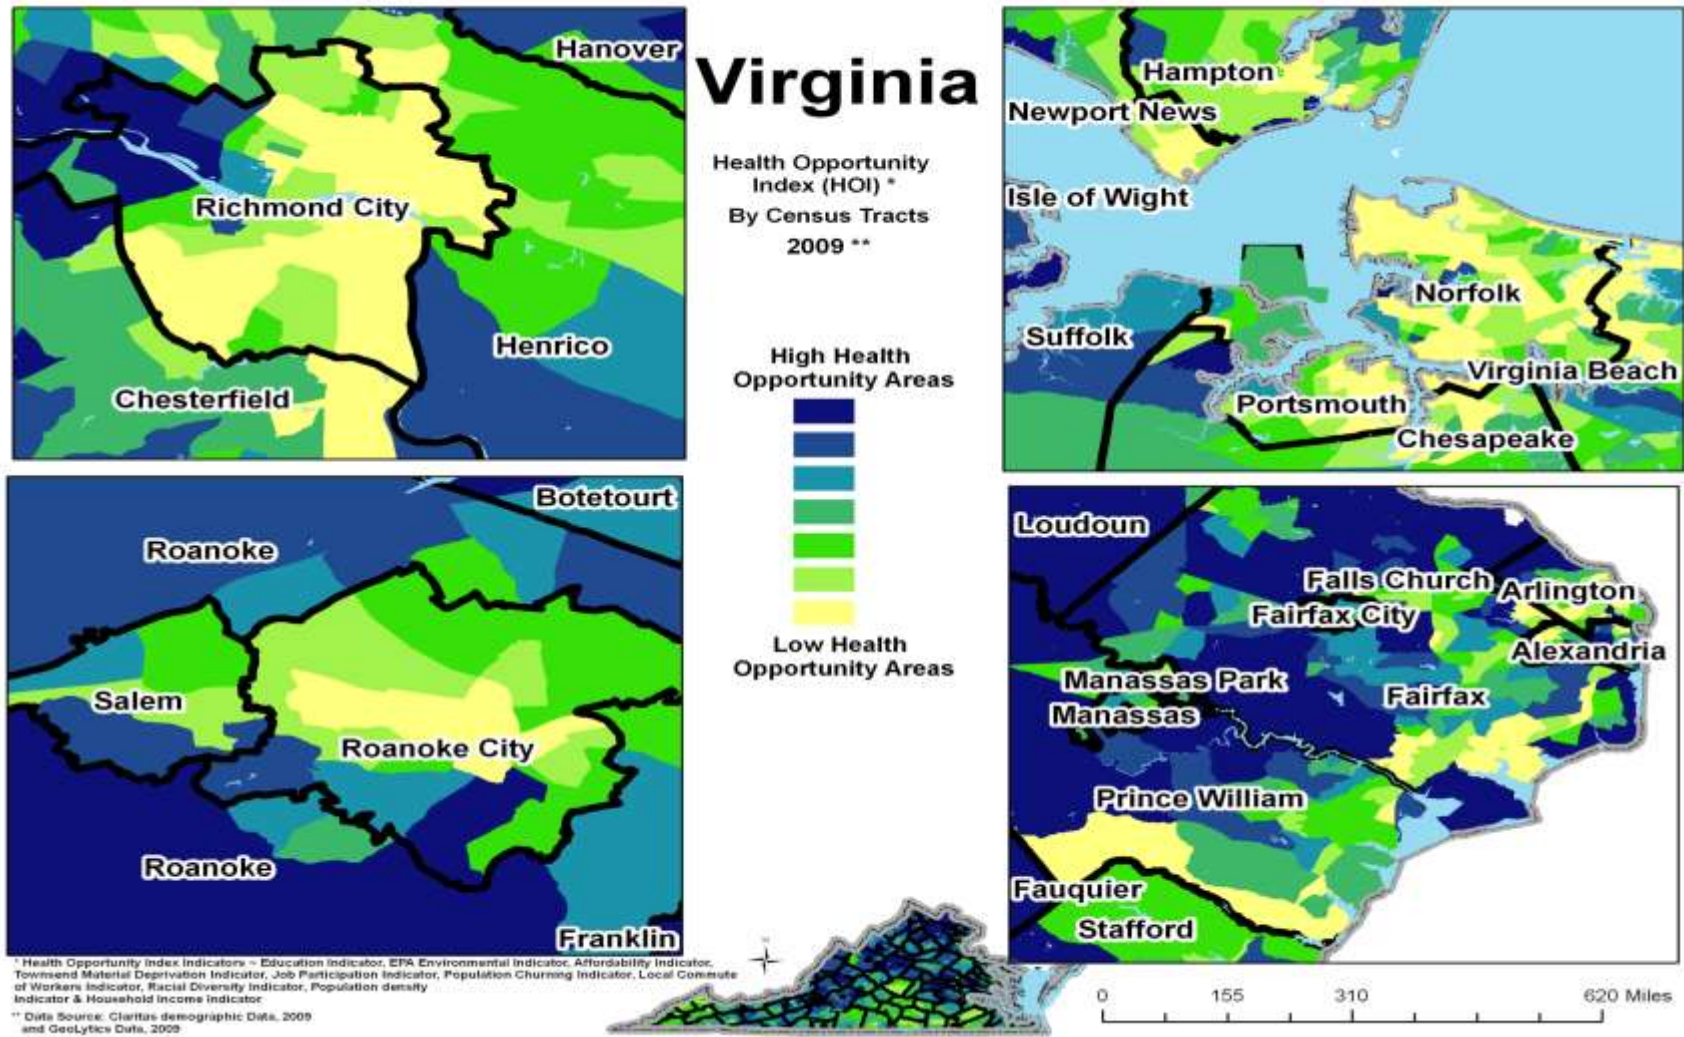 Virginia
Health Opportunity
Index (HOI) *
By Census Tracts
2009 **
High Health
Opportunity Areas
Low Health
Opportunity Areas
Hanover
Richmond City
Henrico
Chesterfield
Hampton
Newport News
Isle of Wight
Norfolk
Suffolk
Virginia Beach
Portsmouth
Chesapeake
Botetourt
Roanoke
Salem
Roanoke City
Roanoke
Franklin
Loudoun
Falls Church
Arlington
Fairfax City
Alexandria
Manassas Park
Fairfax
Manassas
Prince William
Fauquier
Stafford
* Health Opportunity Index Indicators - Education Indicator, EPA Environmental Indicator, Affordability Indicator,
Townsend Material Deprivation Indicator, Job Participation Indicator, Population Churning Indicator, Local Commute
of Workers Indicator, Racial Diversity Indicator, Population density
Indicator & Household Income Indicator
** Data Source: Claritas demographic Data, 2009
and GeoLytics Data, 2009
0 155 310 620 Miles